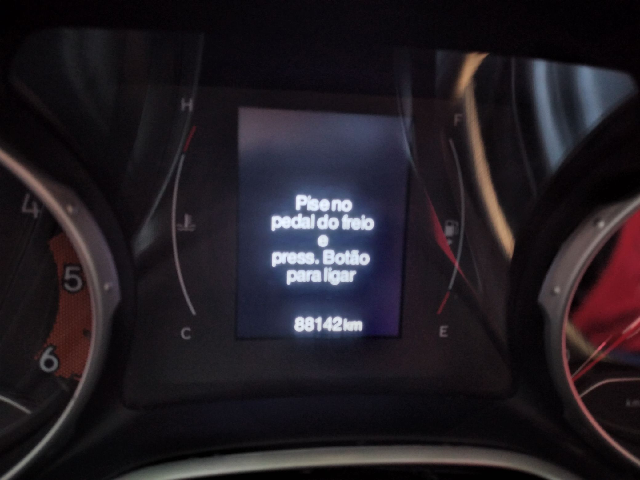 H
F
Pise no
pedal do freio
e
press. Botão
para ligar
88142 km
C
E
4
5
6